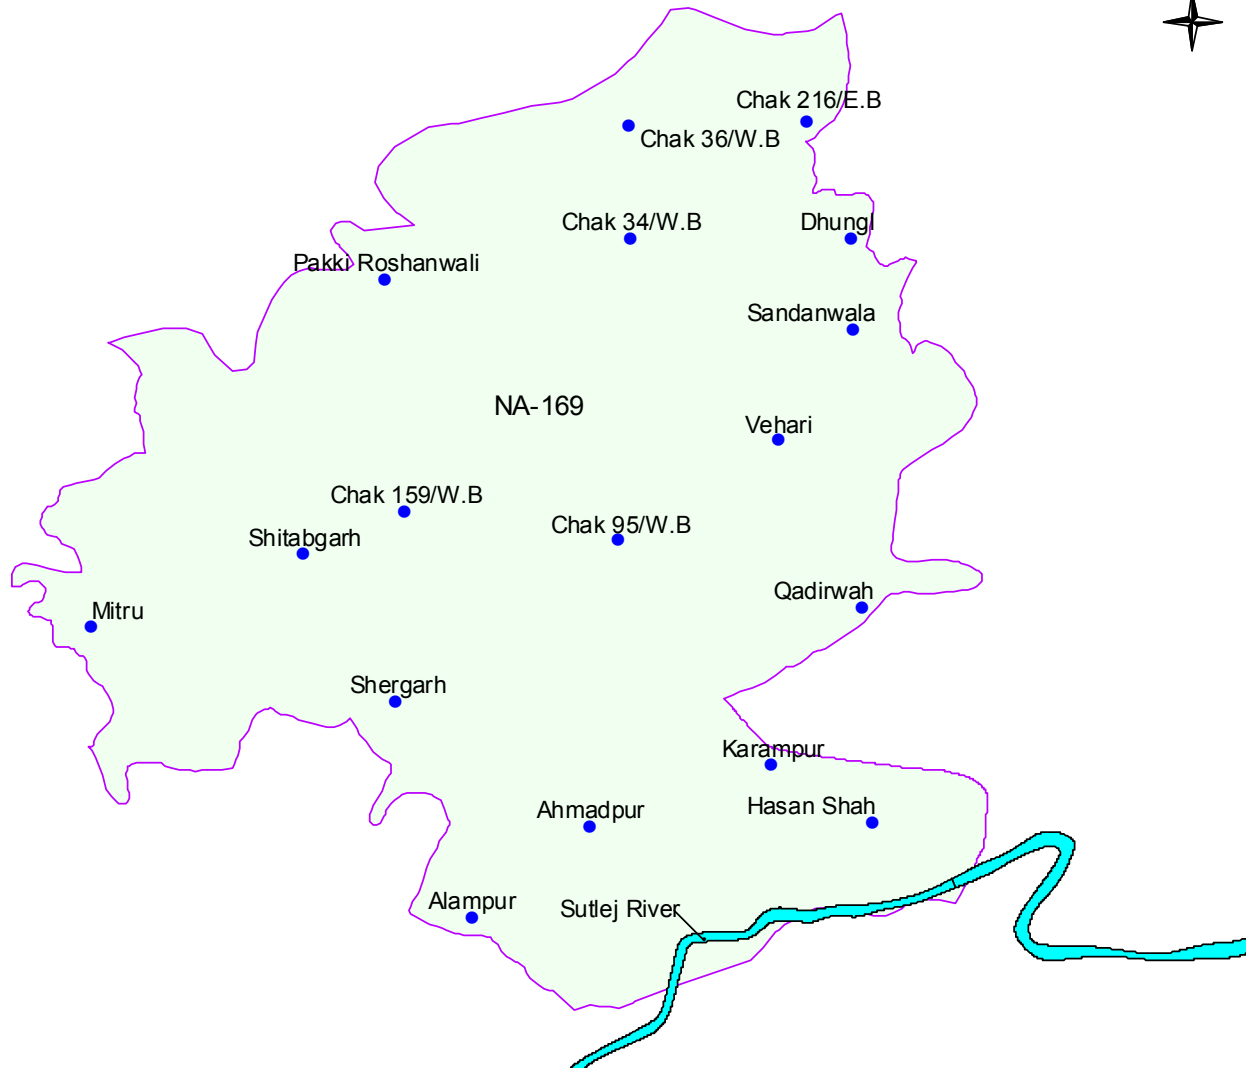 Chak 216/E.B
Chak 36/W.B
Chak 34/W.B
Dhungl
Pakki Roshanwali
Sandanwala
NA-169
Vehari
Chak 159/W.B
Chak 95/W.B
Shitabgarh
Qadirwah
Mitru
Shergarh
Karampur
Hasan Shah
Ahmadpur
Alampur
Sutlej River